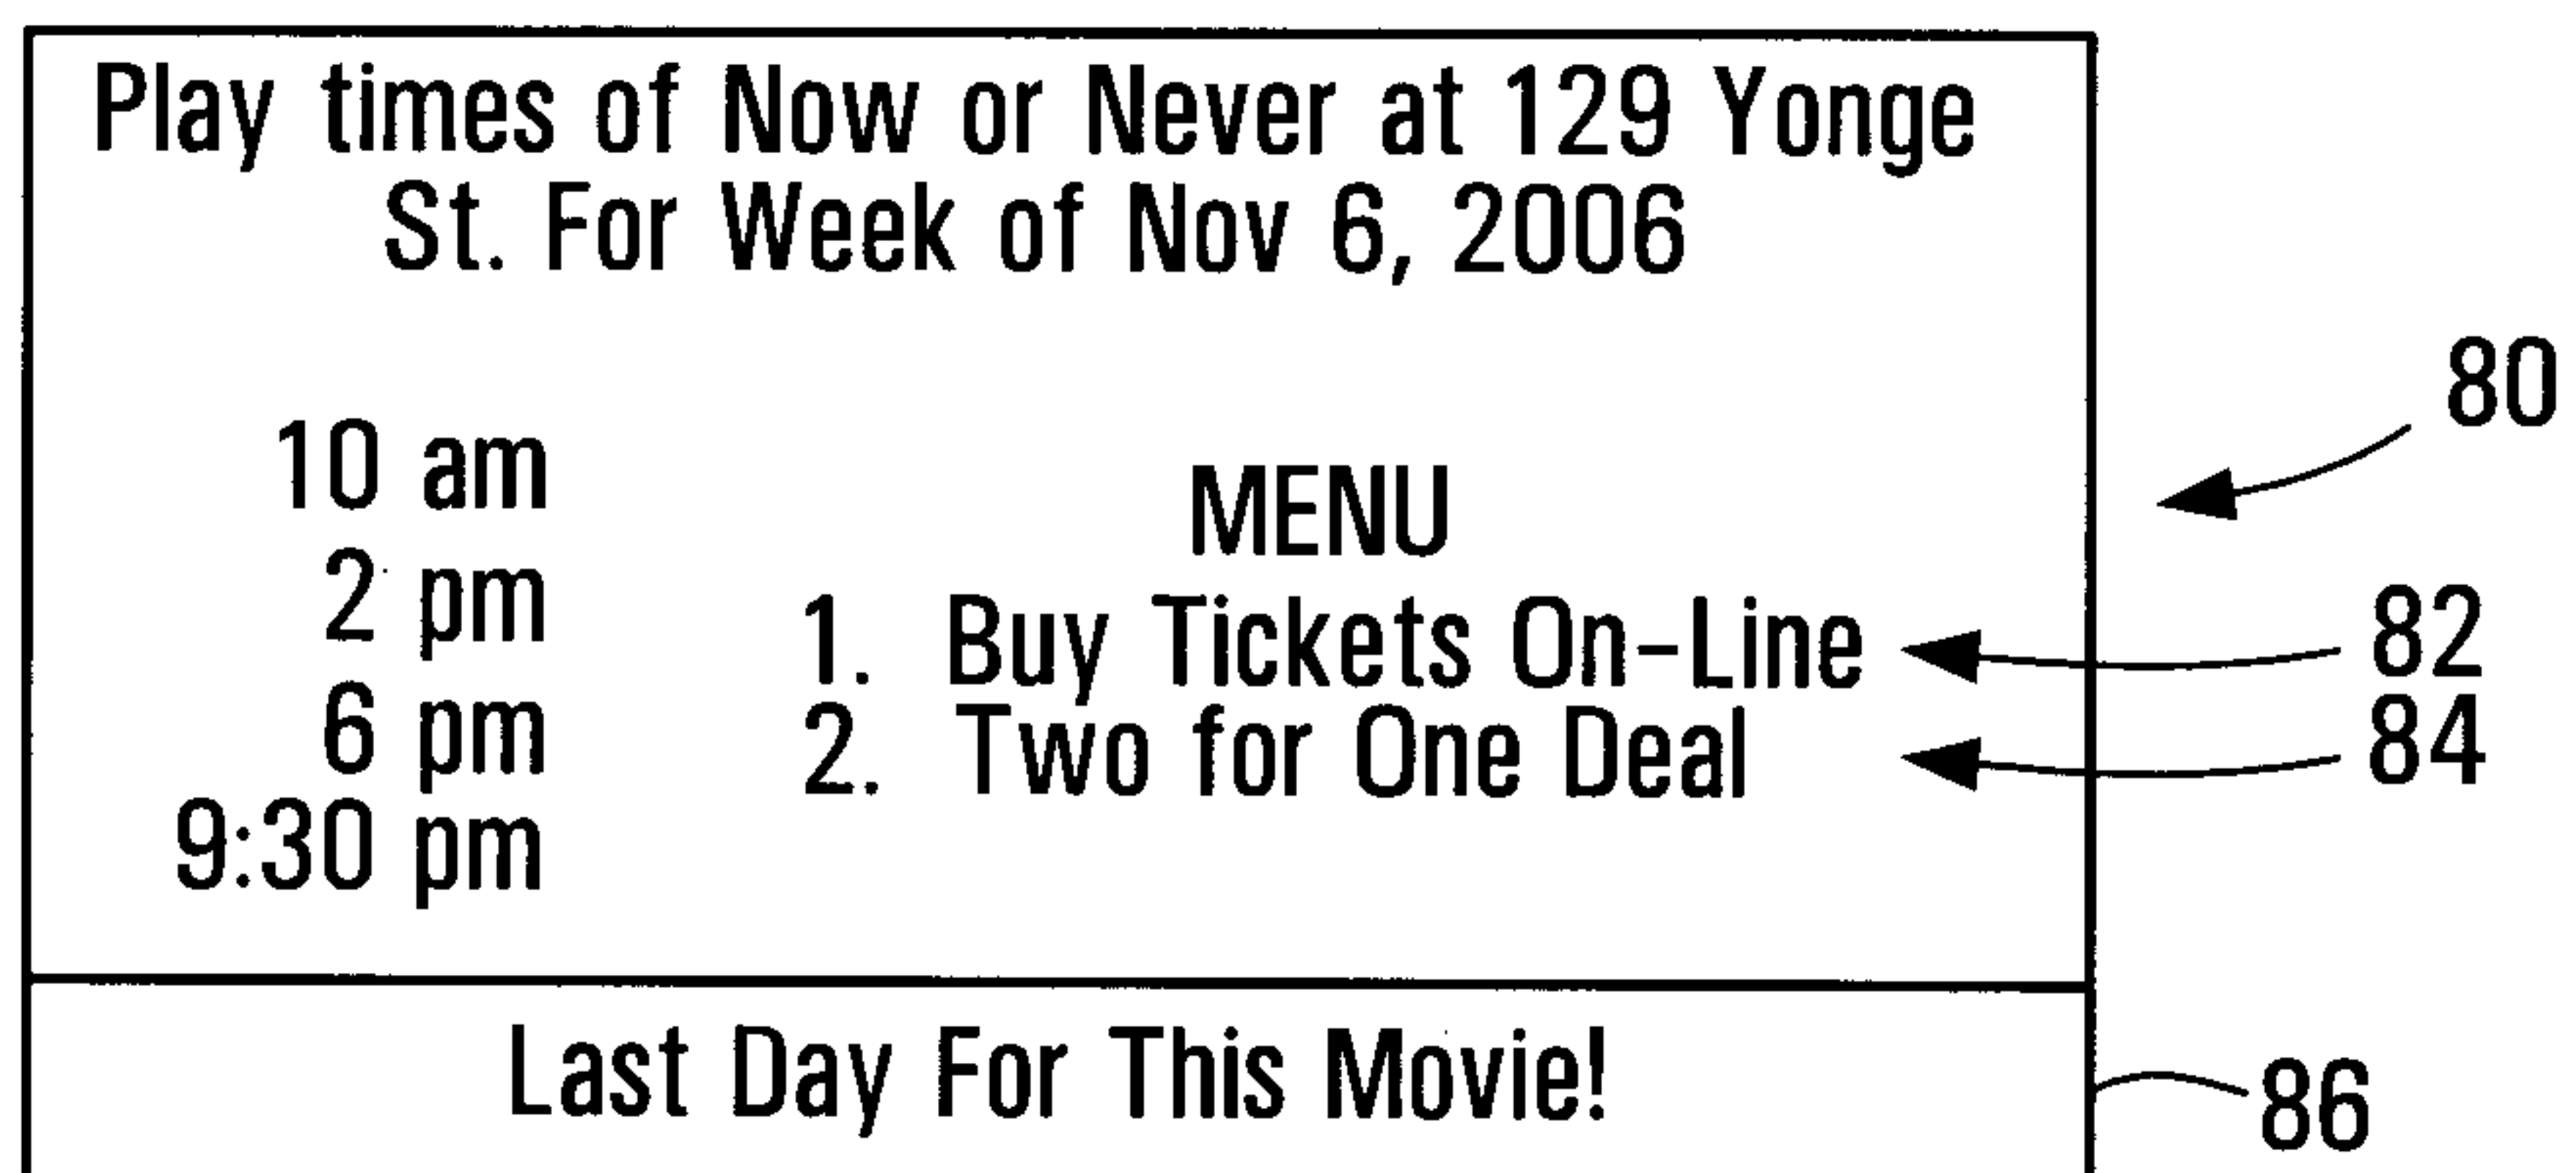 Play times of Now or Never at 129 Yonge
St. For Week of Nov 6, 2006
10 am
2 pm
6 pm
9:30 pm
MENU
1. Buy Tickets On-Line
2. Two for One Deal
Last Day For This Movie!
80
82
84
86